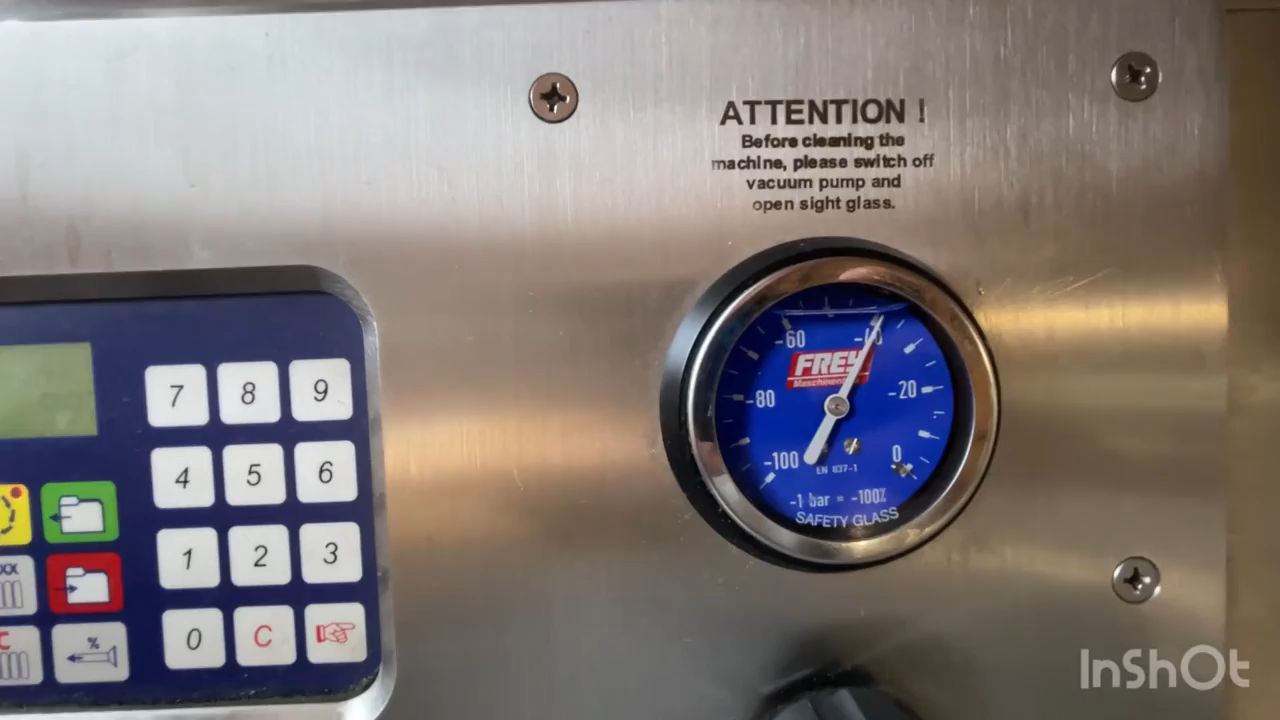 ATTENTION !
Before cleaning the
machine, please switch off
vacuum pump and
open sight glass.
-60
-40
FREY
-80
-20
-100
0
EN 837-1
-1 bar = -100%
SAFETY GLASS
7 8 9
4 5 6
1 2 3
0 C
%
InShOt